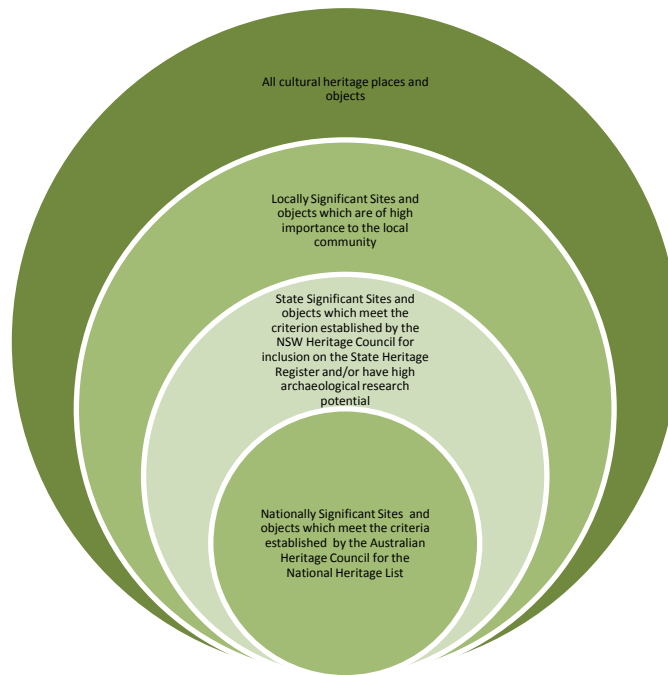 All cultural heritage places and
objects
Locally Significant Sites and
objects which are of high
importance to the local
community
State Significant Sites and
objects which meet the
criterion established by the
NSW Heritage Council for
inclusion on the State Heritage
Register and/or have high
archaeological research
potential
Nationally Significant Sites and
objects which meet the criteria
established by the Australian
Heritage Council for the
National Heritage List